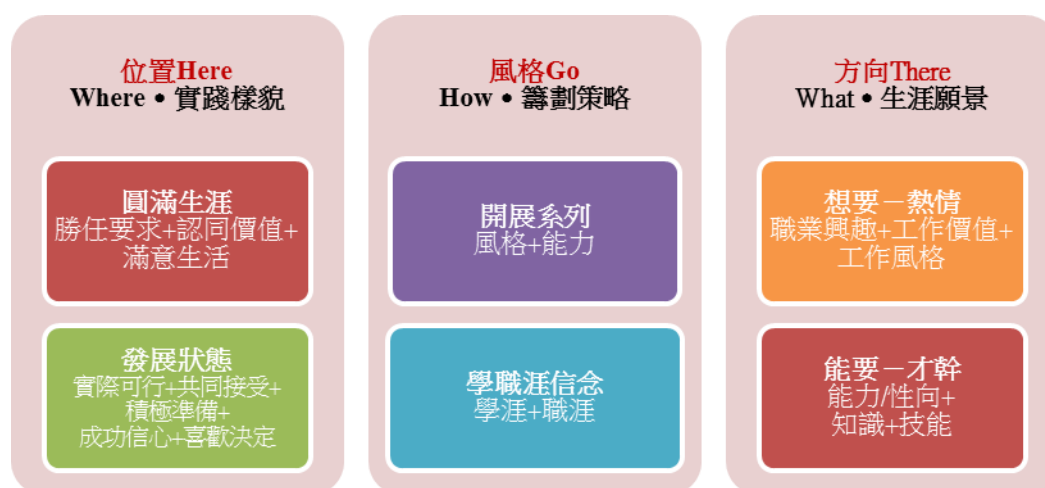 位置Here
Where • 實踐樣貌
圓滿生涯
勝任要求+認同價值+
滿意生活
發展狀態
實際可行+共同接受+
積極準備+
成功信心+喜歡決定
風格Go
How • 籌劃策略
開展系列
風格+能力
學職涯信念
學涯+職涯
方向There
What • 生涯願景
想要－熱情
職業興趣+工作價值+
工作風格
能要－才幹
能力/性向+
知識+技能